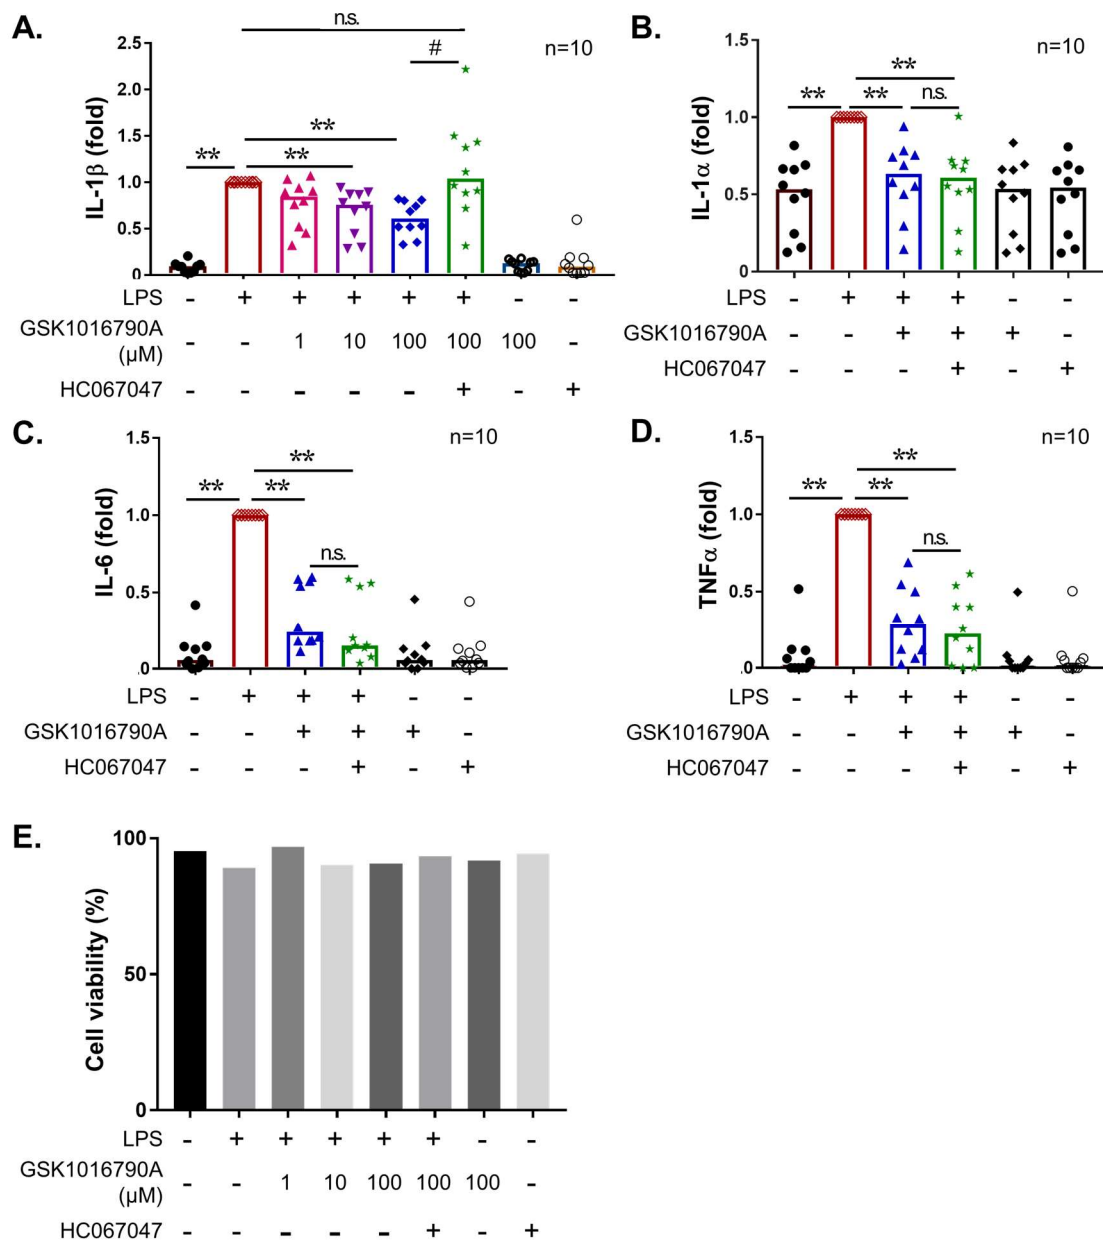 A.
n.s.
#
n=10
**
**
**
IL-1β (fold)
2.5
2.0
1.5
1.0
0.5
0
LPS - + + + + + - -
GSK1016790A (µM) - - 1 10 100 100 100 -
HC067047 - - - - - + - +
B.
n=10
**
** ** n.s.
IL-1α (fold)
1.5
1.0
0.5
0
LPS - + + + - -
GSK1016790A - - + + + -
HC067047 - - - + - +
C.
n=10
**
** **
n.s.
IL-6 (fold)
1.5
1.0
0.5
0
LPS - + + + - -
GSK1016790A - - + + + -
HC067047 - - - + - +
D.
n=10
**
** **
n.s.
TNFα (fold)
1.5
1.0
0.5
0
LPS - + + + - -
GSK1016790A - - + + + -
HC067047 - - - + - +
E.
Cell viability (%)
100
50
0
LPS - + + + + + - -
GSK1016790A (µM) - - 1 10 100 100 100 -
HC067047 - - - - - + - +